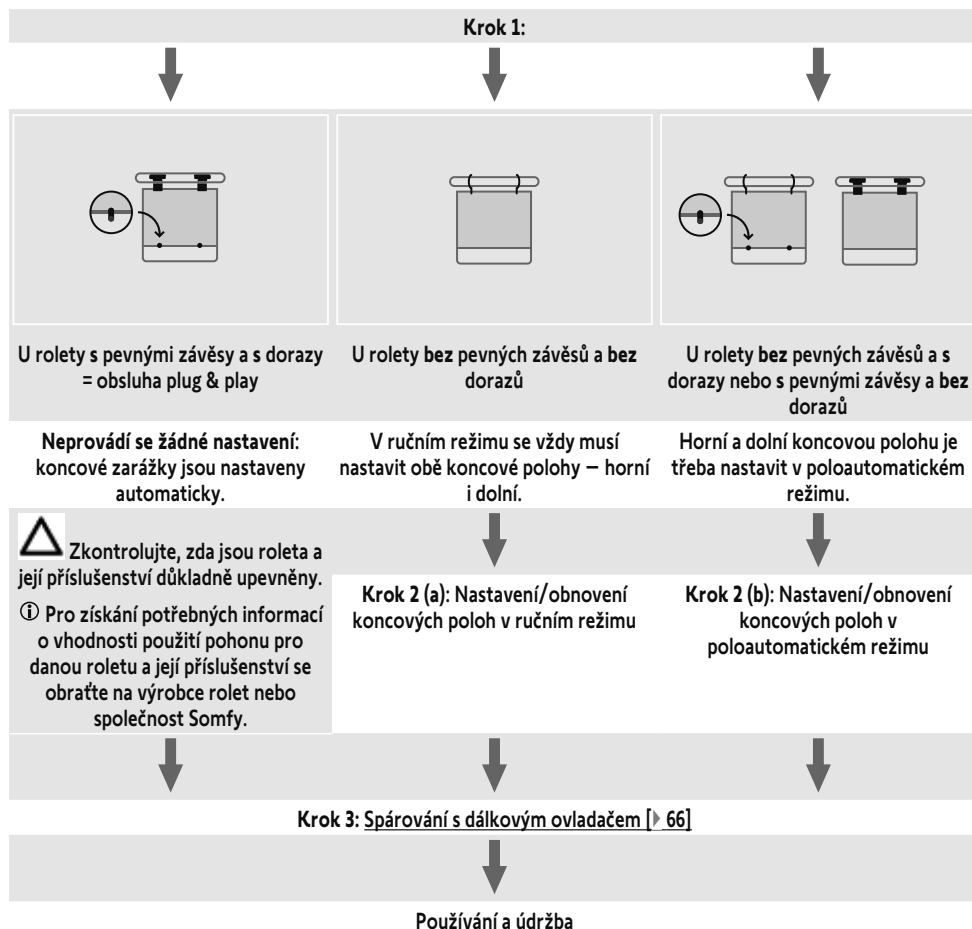 Krok 1:
U rolety s pevnými závěsy a s dorazy
= obsluha plug & play
Neprovádí se žádné nastavení:
koncové zarážky jsou nastaveny
automaticky.
Zkontrolujte, zda jsou roleta a
její příslušenství důkladně upevněny.
ⓘ Pro získání potřebných informací
o vhodnosti použití pohonu pro
danou roletu a její příslušenství se
obraťte na výrobce rolet nebo
společnost Somfy.
U rolety bez pevných závěsů a bez
dorazů
V ručním režimu se vždy musí
nastavit obě koncové polohy – horní
i dolní.
Krok 2 (a): Nastavení/obnovení
koncových poloh v ručním režimu
U rolety bez pevných závěsů a s
dorazy nebo s pevnými závěsy a bez
dorazů
Horní a dolní koncovou polohu je
třeba nastavit v poloautomatickém
režimu.
Krok 2 (b): Nastavení/obnovení
koncových poloh v
poloautomatickém režimu
Krok 3: Spárování s dálkovým ovladačem [▶ 66]
Používání a údržba